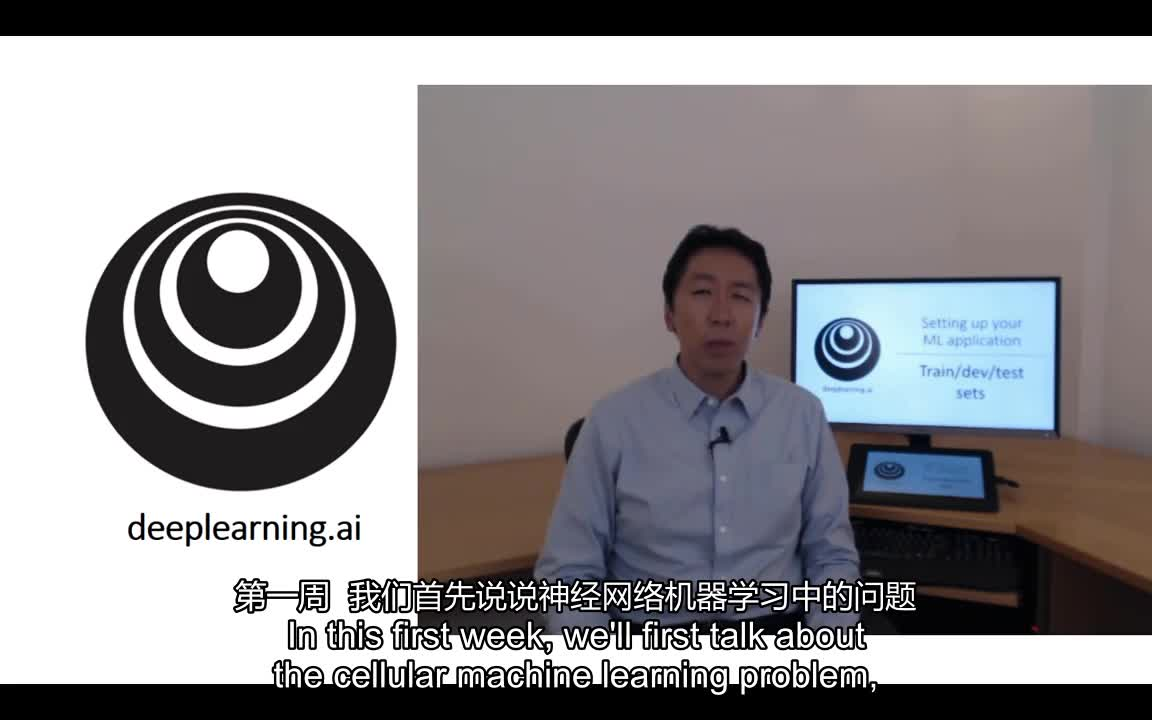 Setting up your
ML application
Train/dev/test
sets
deeplearning.ai
deeplearning.ai
第一周 我们首先说说神经网络机器学习中的问题
In this first week, we'll first talk about
the cellular machine learning problem,